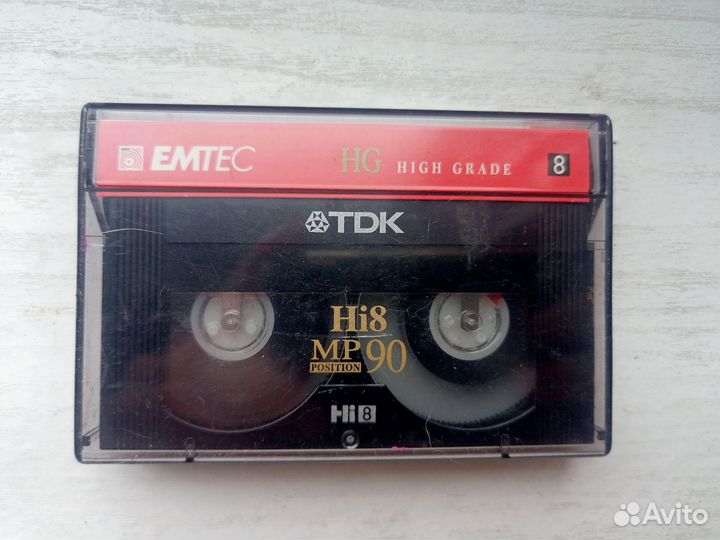 EMTEC HG HIGH GRADE 8
TDK
Hi8
MP 90
POSITION
Hi8
Avito